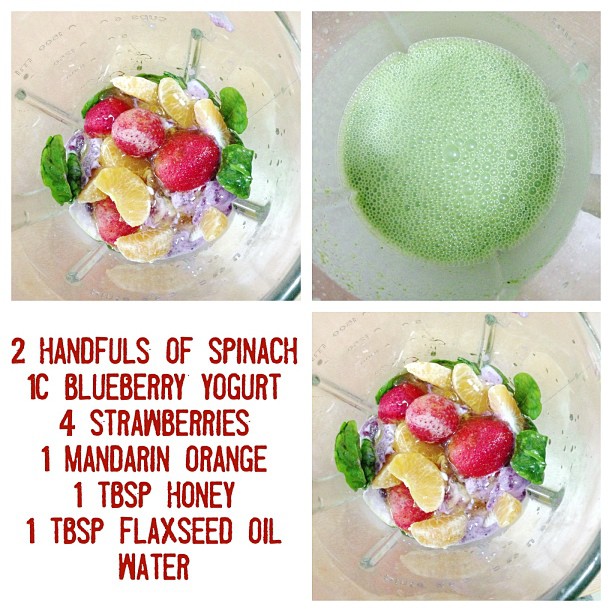 2 HANDFULS OF SPINACH
1C BLUEBERRY YOGURT
4 STRAWBERRIES
1 MANDARIN ORANGE
1 TBSP HONEY
1 TBSP FLAXSEED OIL
WATER